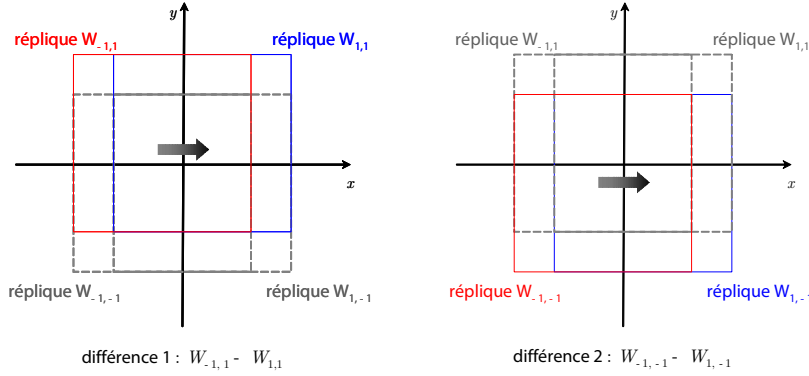 y
réplique W-1,1
réplique W1,1
x
réplique W-1,-1
réplique W1,-1
différence 1 : W-1,1 - W1,1
y
réplique W-1,1
réplique W1,1
x
réplique W-1,-1
réplique W1,-1
différence 2 : W-1,-1 - W1,-1